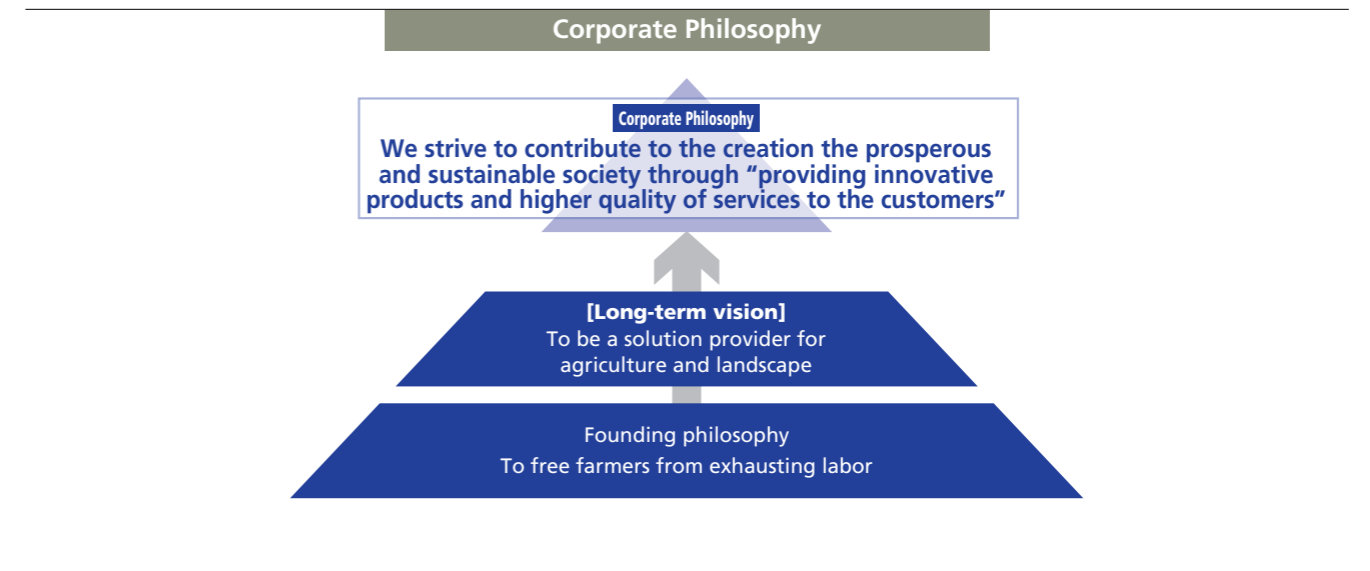 Corporate Philosophy
Corporate Philosophy
We strive to contribute to the creation the prosperous
and sustainable society through “providing innovative
products and higher quality of services to the customers”
[Long-term vision]
To be a solution provider for
agriculture and landscape
Founding philosophy
To free farmers from exhausting labor